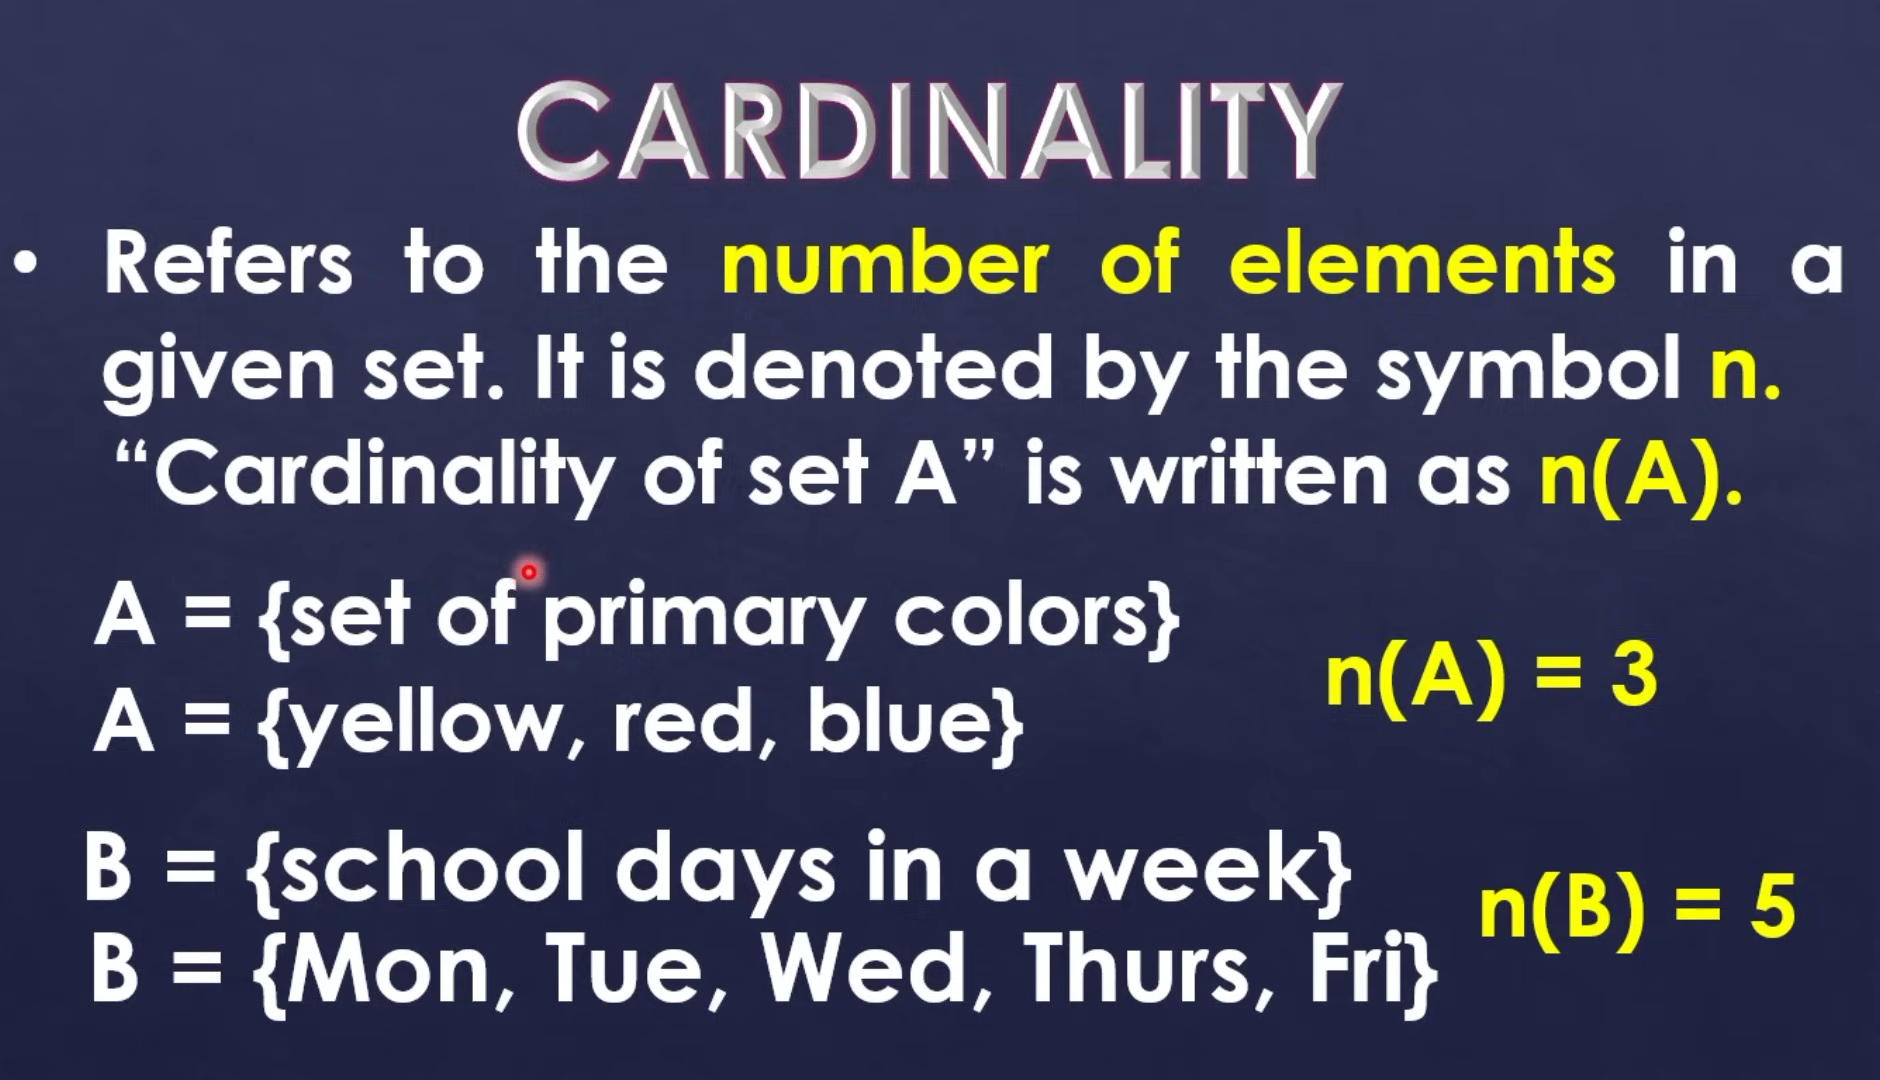 CARDINALITY
• Refers to the number of elements in a
given set. It is denoted by the symbol n.
“Cardinality of set A” is written as n(A).
A = {set of primary colors}
n(A) = 3
A = {yellow, red, blue}
B = {school days in a week}
n(B) = 5
B = {Mon, Tue, Wed, Thurs, Fri}